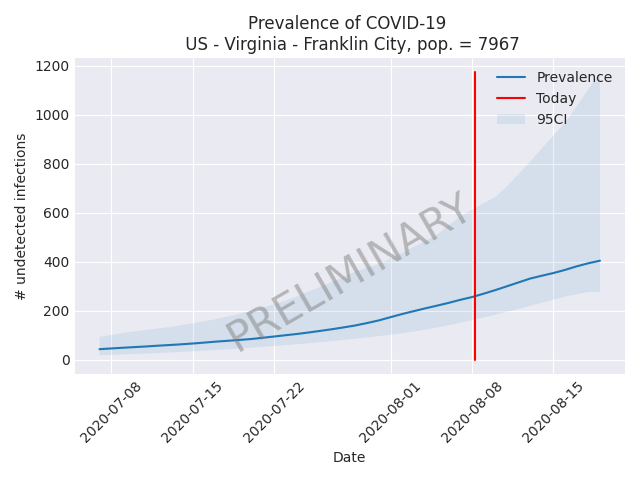 Prevalence of COVID-19
US - Virginia - Franklin City, pop. = 7967
1200
1000
800
600
400
200
0
# undetected infections
Prevalence
Today
95CI
PRELIMINARY
2020-07-08
2020-07-15
2020-07-22
2020-08-01
2020-08-08
2020-08-15
Date